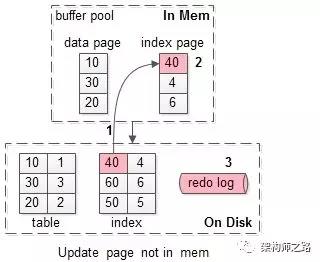 buffer pool In Mem
data page index page
10 40 2
30 4
20 6
1
10 1 40 4 3
30 3 60 6 redo log
20 2 50 5
table index On Disk
Update page not in mem
架构师之路